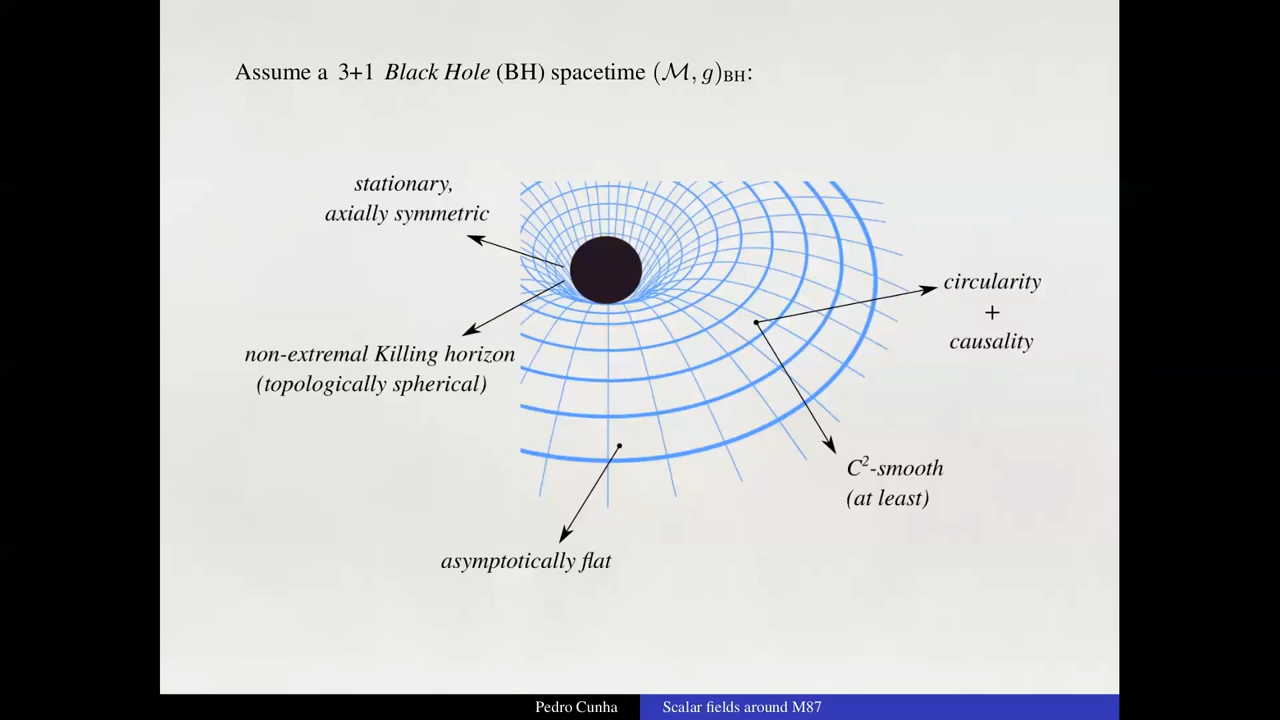 Assume a 3+1 Black Hole (BH) spacetime (ℳ, g)BH:
stationary,
axially symmetric
non-extremal Killing horizon
(topologically spherical)
circularity
+
causality
C²-smooth
(at least)
asymptotically flat
Pedro Cunha
Scalar fields around M87